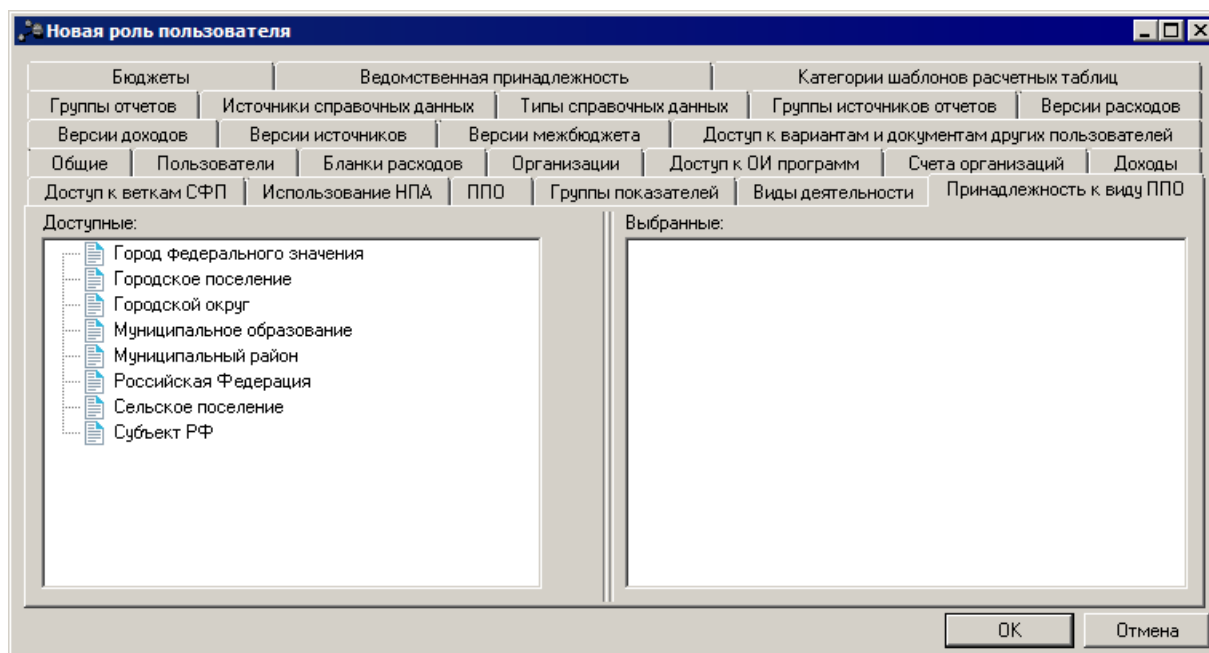 Новая роль пользователя
Бюджеты Ведомственная принадлежность Категории шаблонов расчетных таблиц
Группы отчетов Источники справочных данных Типы справочных данных Группы источников отчетов Версии расходов
Версии доходов Версии источников Версии межбюджета Доступ к вариантам и документам других пользователей
Общие Пользователи Бланки расходов Организации Доступ к ОИ программ Счета организаций Доходы
Доступ к веткам СФП Использование НПА ППО Группы показателей Виды деятельности Принадлежность к виду ППО
Доступные: Выбранные:
Город федерального значения
Городское поселение
Городской округ
Муниципальное образование
Муниципальный район
Российская Федерация
Сельское поселение
Субъект РФ
OK Отмена